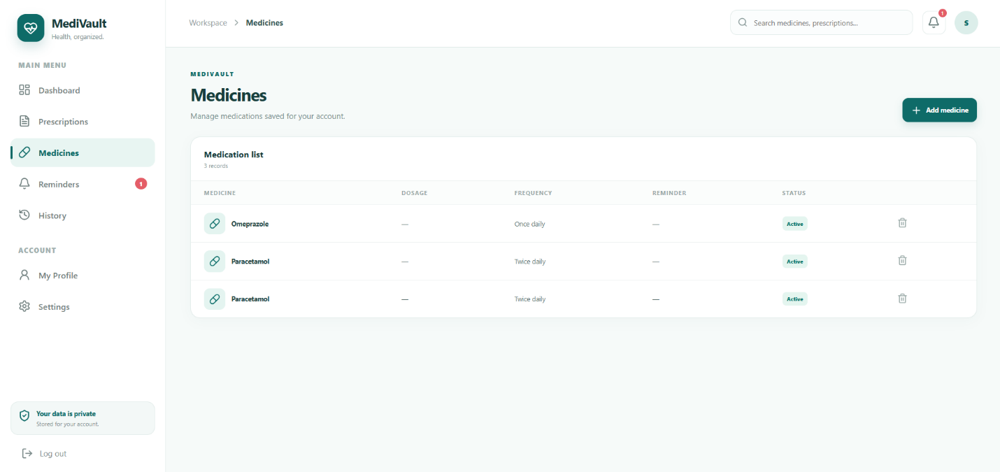 MediVault
Health, organized.
MAIN MENU
Dashboard
Prescriptions
Medicines
Reminders 1
History
ACCOUNT
My Profile
Settings
Your data is private
Stored for your account.
Log out
Workspace > Medicines
Search medicines, prescriptions...
1
S
MEDIVAULT
Medicines
Manage medications saved for your account.
+ Add medicine
Medication list
3 records
MEDICINE DOSAGE FREQUENCY REMINDER STATUS
Omeprazole — Once daily — Active
Paracetamol — Twice daily — Active
Paracetamol — Twice daily — Active